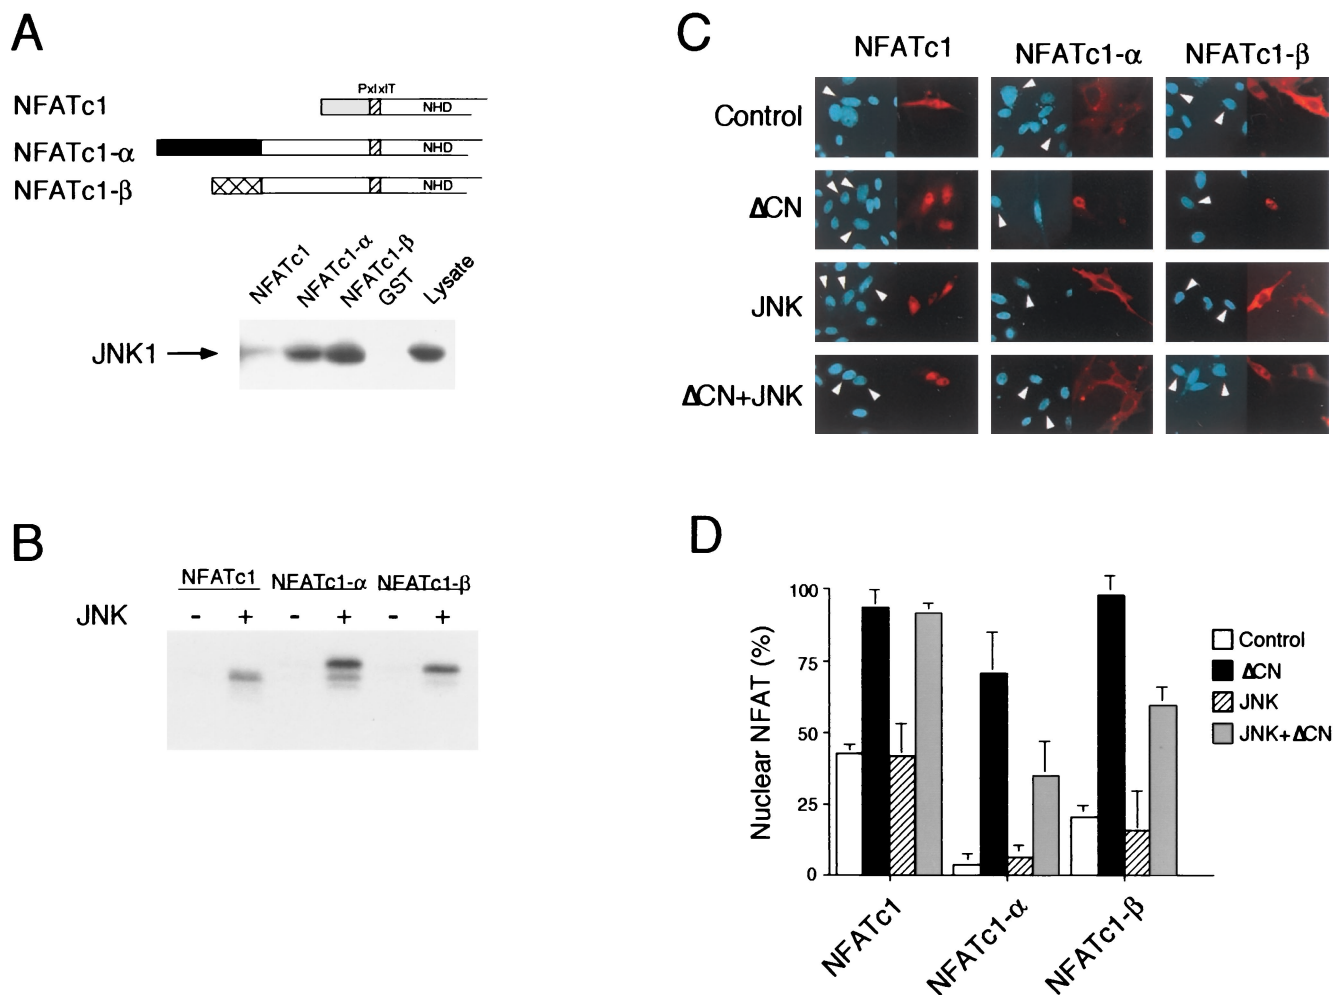 A
PxIxIT
NFATc1 NHD
NFATc1-α NHD
NFATc1-β NHD
NFATc1 NFATc1-α NFATc1-β GST Lysate
JNK1
B
NFATc1 NFATc1-α NFATc1-β
JNK - + - + - +
C
NFATc1 NFATc1-α NFATc1-β
Control
ΔCN
JNK
ΔCN+JNK
D
Nuclear NFAT (%)
100
75
50
25
0
NFATc1 NFATc1-α NFATc1-β
Control
ΔCN
JNK
JNK+ΔCN